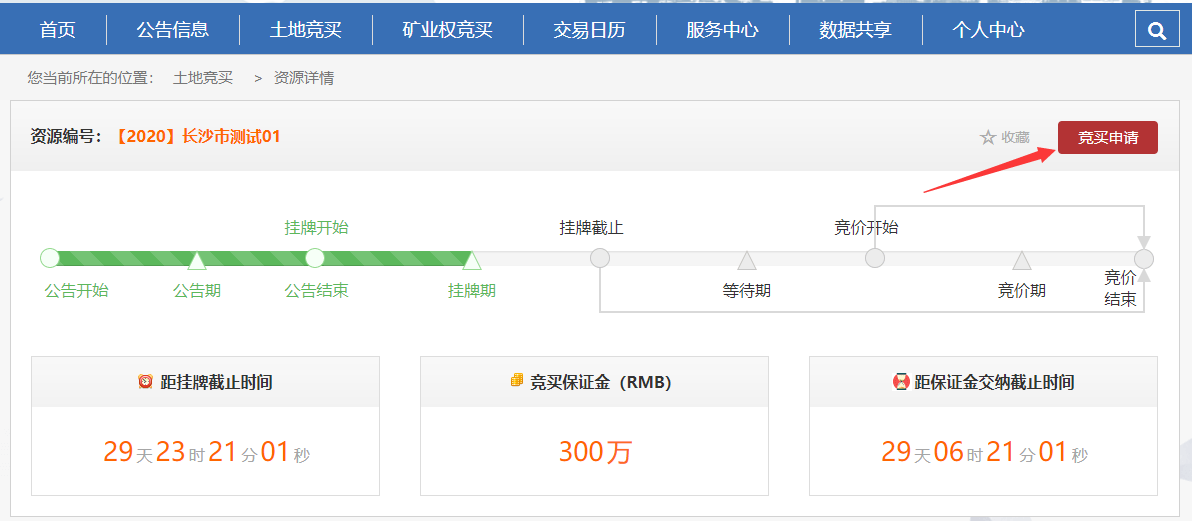 首页 公告信息 土地竞买 矿业权竞买 交易日历 服务中心 数据共享 个人中心
您当前所在的位置： 土地竞买 > 资源详情
资源编号：【2020】长沙市测试01 收藏 竞买申请
挂牌开始 挂牌截止 竞价开始
公告开始 公告期 公告结束 挂牌期 等待期 竞价期 竞价
结束
距挂牌截止时间 竞买保证金（RMB） 距保证金交纳截止时间
29天23时21分01秒 300万 29天06时21分01秒